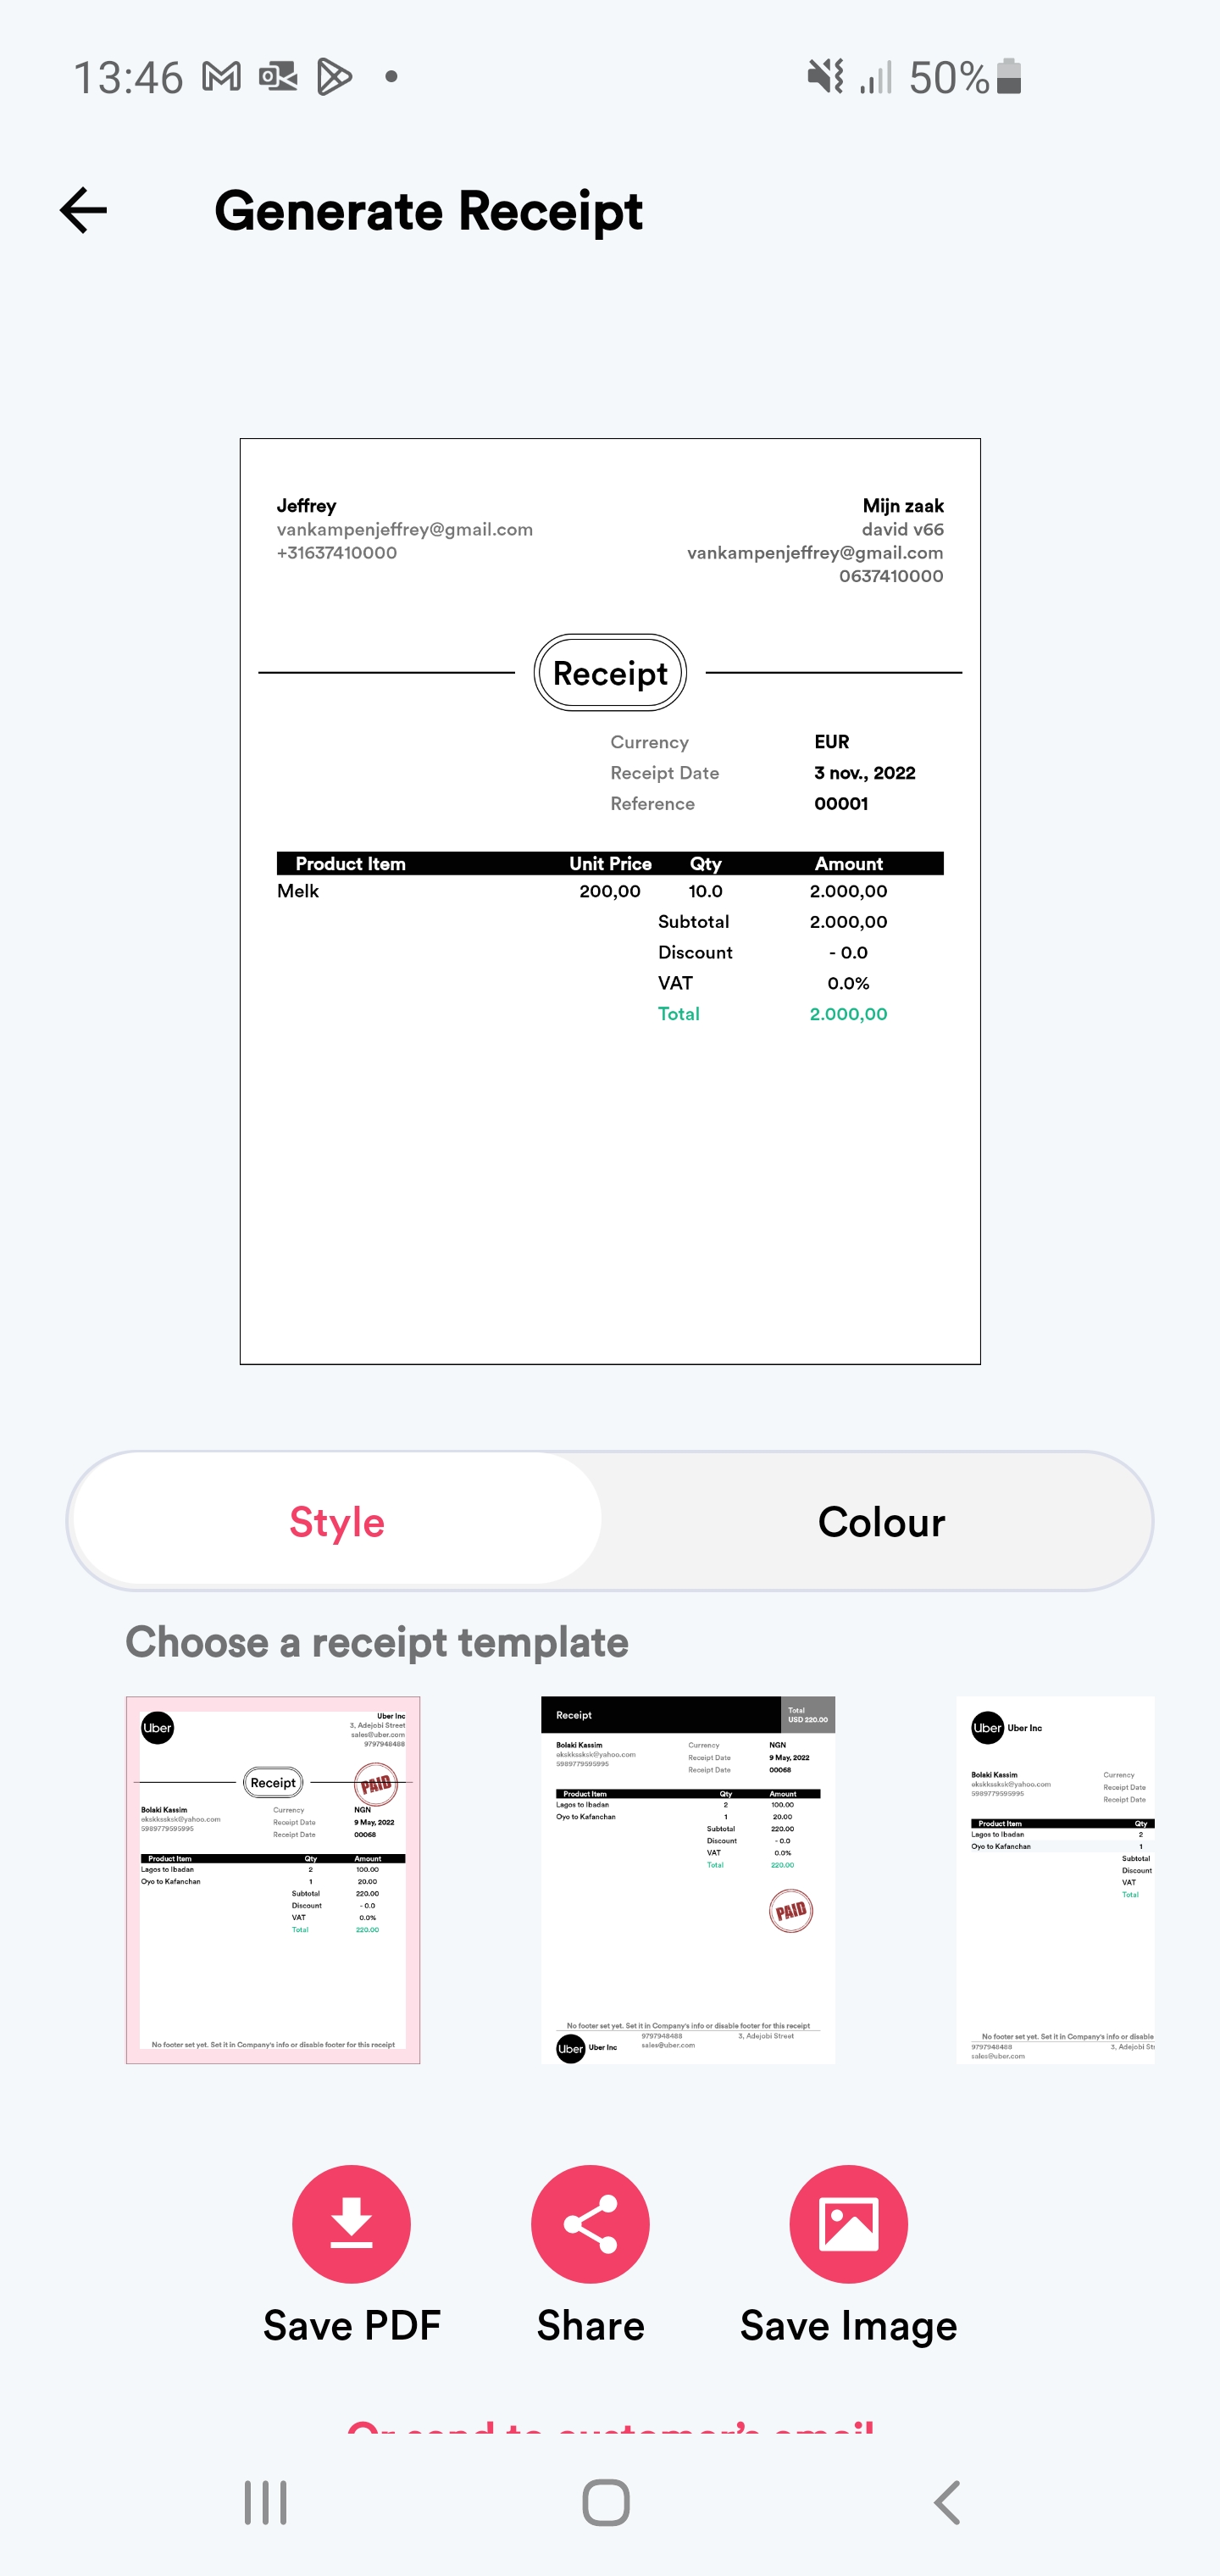 13:46 50%
Generate Receipt
Jeffrey Mijn zaak
vankampenjeffrey@gmail.com david v66
+31637410000 vankampenjeffrey@gmail.com
0637410000
Receipt
Currency EUR
Receipt Date 3 nov., 2022
Reference 00001
Product Item Unit Price Qty Amount
Melk 200,00 10.0 2.000,00
Subtotal 2.000,00
Discount - 0.0
VAT 0.0%
Total 2.000,00
Style Colour
Choose a receipt template
Uber
Uber Inc
3, Adejobi Street
sales@uber.com
9797948488
Receipt
PAID
Bolaki Kassim Currency NGN
okskkssksk@yahoo.com Receipt Date 9 May, 2022
5989779595995 Receipt Date 00068
Product Item Qty Amount
Lagos to Ibadan 2 100.00
Oyo to Kafanchan 1 20.00
Subtotal 220.00
Discount - 0.0
VAT 0.0%
Total 220.00
No footer set yet. Set it in Company's info or disable footer for this receipt
Receipt Total
USD 220.00
Bolaki Kassim Currency NGN
okskkssksk@yahoo.com Receipt Date 9 May, 2022
5989779595995 Receipt Date 00068
Product Item Qty Amount
Lagos to Ibadan 2 100.00
Oyo to Kafanchan 1 20.00
Subtotal 220.00
Discount - 0.0
VAT 0.0%
Total 220.00
PAID
No footer set yet. Set it in Company's info or disable footer for this receipt
9797948488 3, Adejobi Street
Uber Uber Inc sales@uber.com
Uber Uber Inc
Bolaki Kassim Currency
okskkssksk@yahoo.com Receipt Date
5989779595995 Receipt Date
Product Item Qty
Lagos to Ibadan 2
Oyo to Kafanchan 1
Subtotal
Discount
VAT
Total
No footer set yet. Set it in Company's info or disable
9797948488 3, Adejobi Str
sales@uber.com
Save PDF Share Save Image
Or send to customer's email